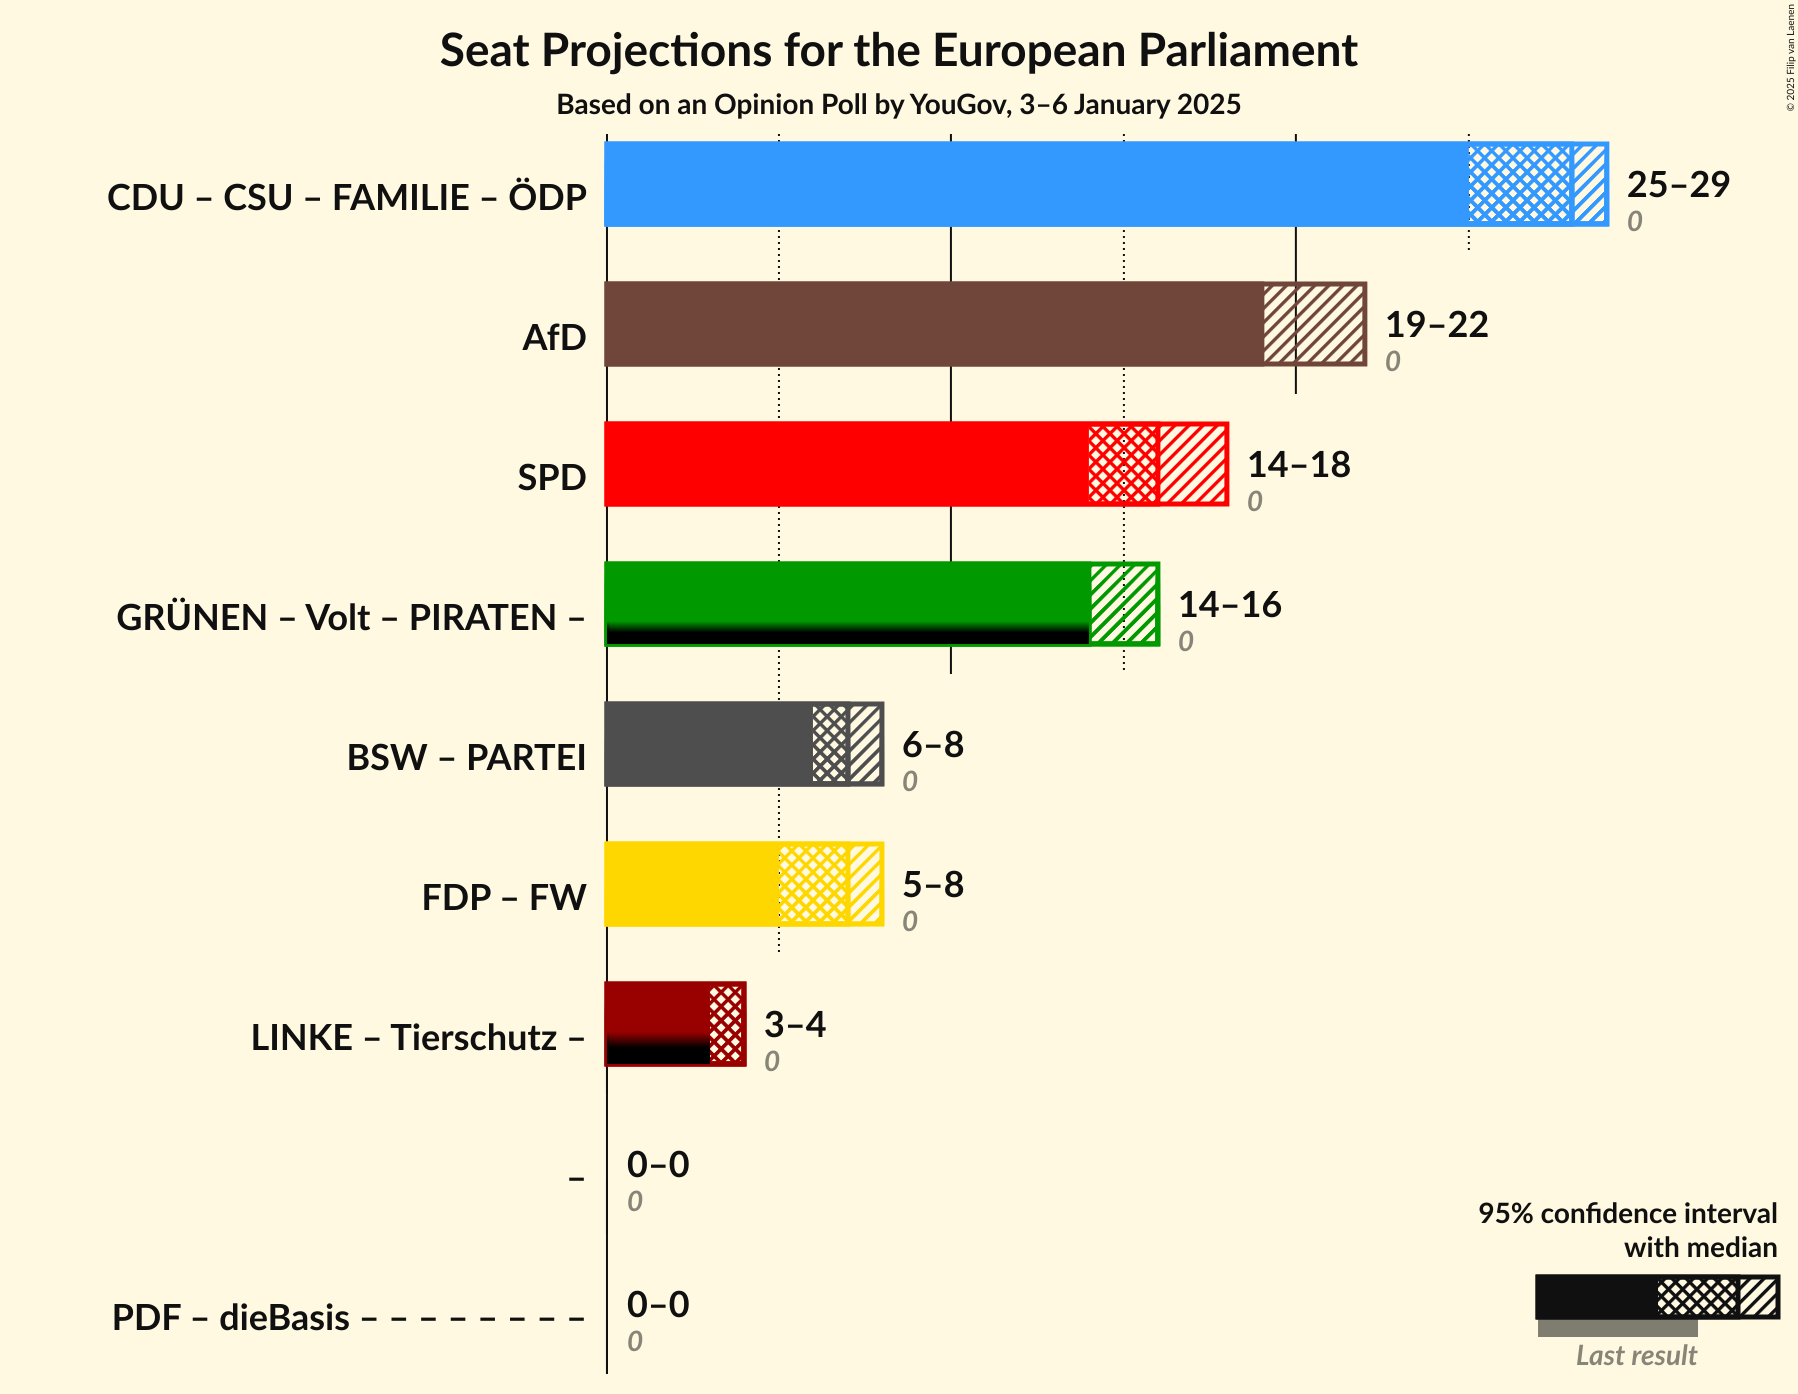 Seat Projections for the European Parliament
Based on an Opinion Poll by YouGov, 3–6 January 2025
© 2025 Filip van Laenen
CDU – CSU – FAMILIE – ÖDP
25–29
0
AfD
19–22
0
SPD
14–18
0
GRÜNEN – Volt – PIRATEN –
14–16
0
BSW – PARTEI
6–8
0
FDP – FW
5–8
0
LINKE – Tierschutz –
3–4
0
–
0–0
0
PDF – dieBasis – – – – – – – –
0–0
0
95% confidence interval
with median
Last result